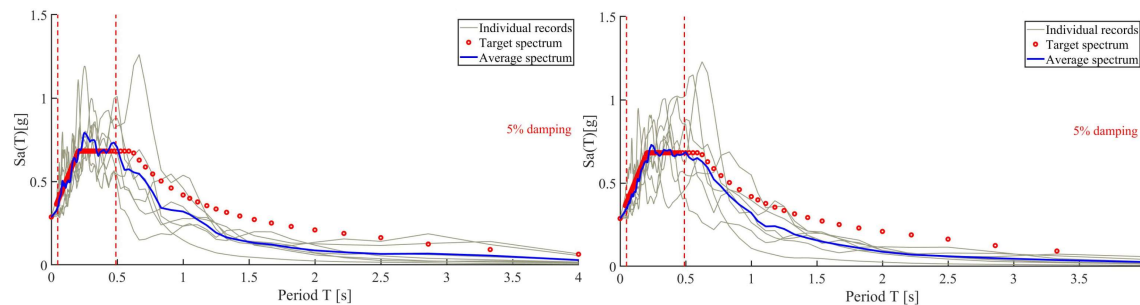 1.5
1
0.5
0
Sa(T)[g]
0
0.5
1
1.5
2
2.5
3
3.5
4
Period T [s]
Individual records
Target spectrum
Average spectrum
5% damping
1.5
1
0.5
0
Sa(T)[g]
0
0.5
1
1.5
2
2.5
3
3.5
Period T [s]
Individual records
Target spectrum
Average spectrum
5% damping